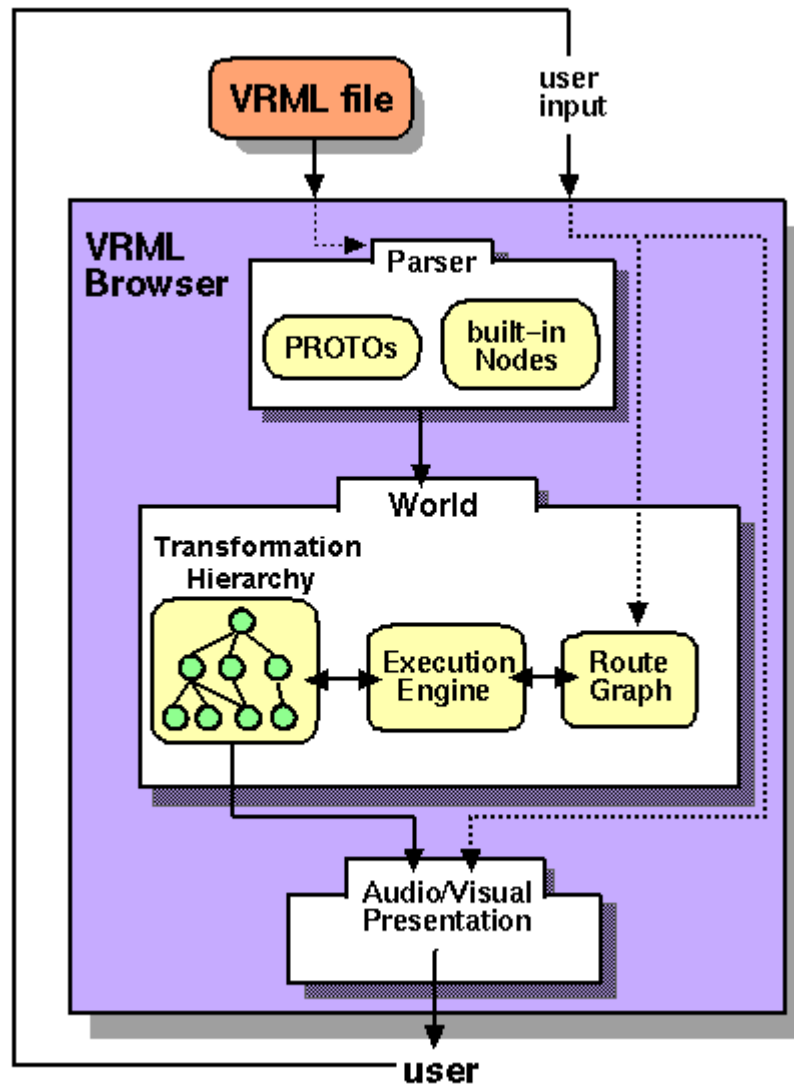 VRML file
user
input
VRML
Browser
Parser
PROTOs
built-in
Nodes
World
Transformation
Hierarchy
Execution
Engine
Route
Graph
Audio/Visual
Presentation
user